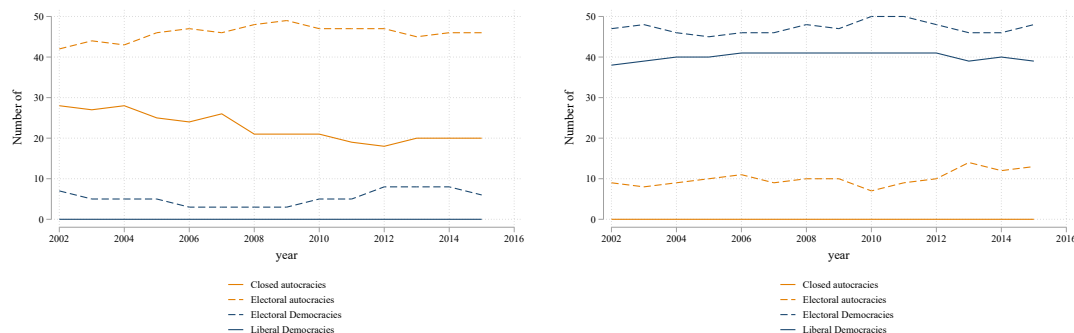 50
40
30
20
10
0
Number of
2002 2004 2006 2008 2010 2012 2014 2016
year
Closed autocracies
Electoral autocracies
Electoral Democracies
Liberal Democracies
50
40
30
20
10
0
Number of
2002 2004 2006 2008 2010 2012 2014 2016
year
Closed autocracies
Electoral autocracies
Electoral Democracies
Liberal Democracies